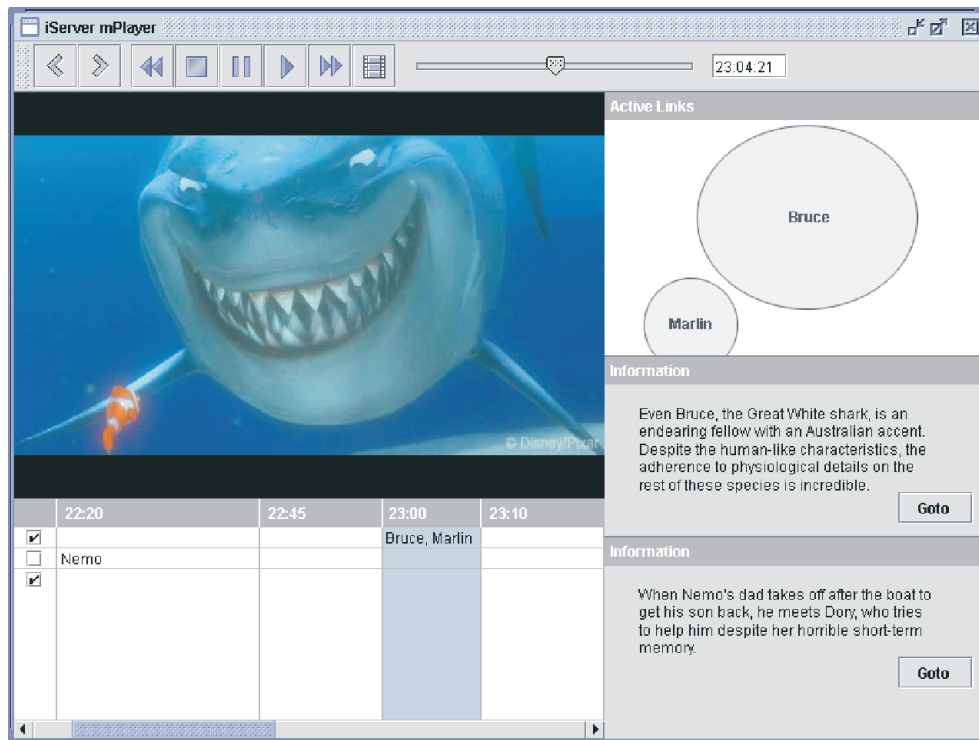 iServer mPlayer
23:04:21
Active Links
Bruce
Marlin
© Disney/Pixar
Information
Even Bruce, the Great White shark, is an
endearing fellow with an Australian accent.
Despite the human-like characteristics, the
adherence to physiological details on the
rest of these species is incredible.
Goto
22:20 22:45 23:00 23:10
Bruce, Marlin
Nemo
Information
When Nemo's dad takes off after the boat to
get his son back, he meets Dory, who tries
to help him despite her horrible short-term
memory.
Goto